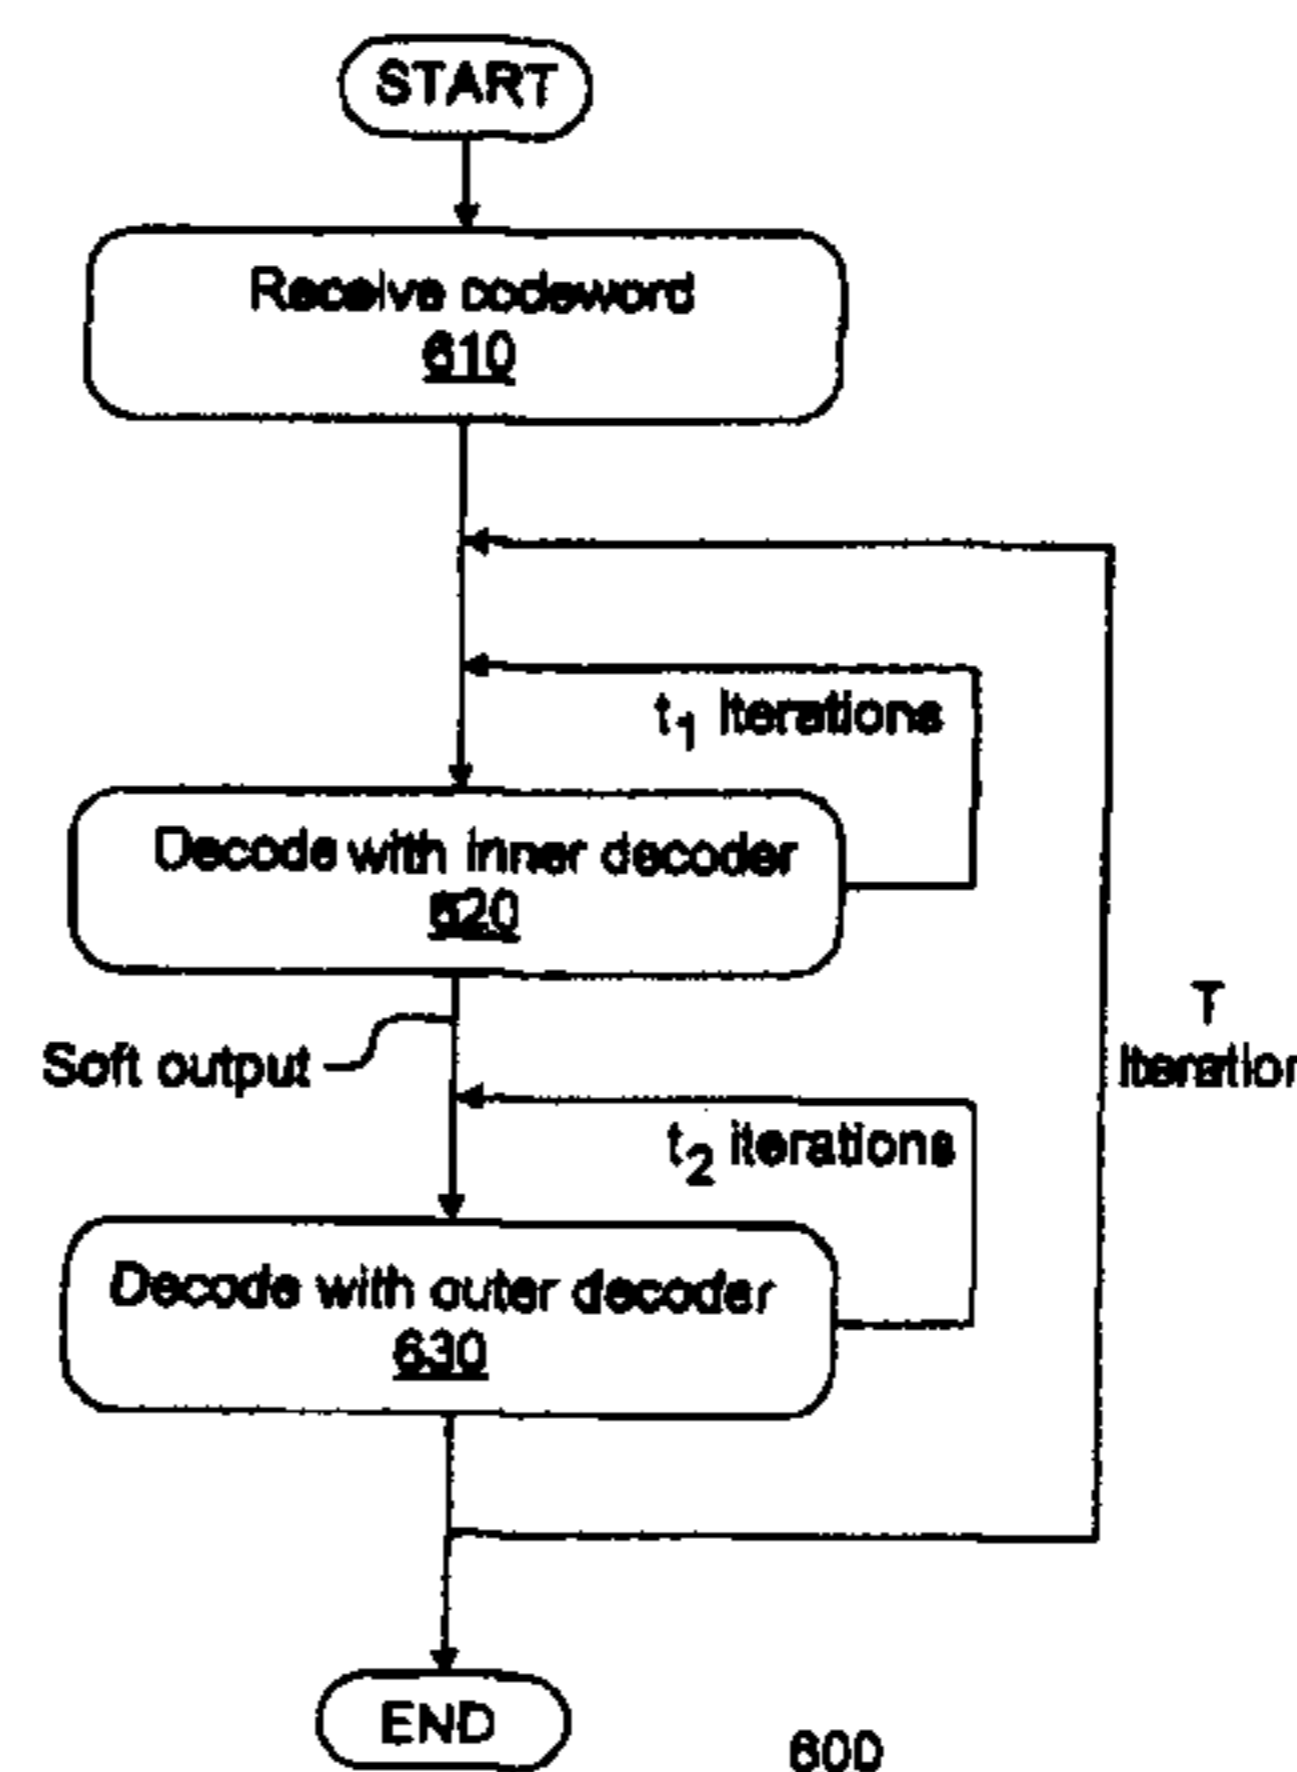 START
Receive codeword
610
t1 iterations
Decode with inner decoder
620
Soft output
T
t2 iterations
Decode with outer decoder
630
END
600